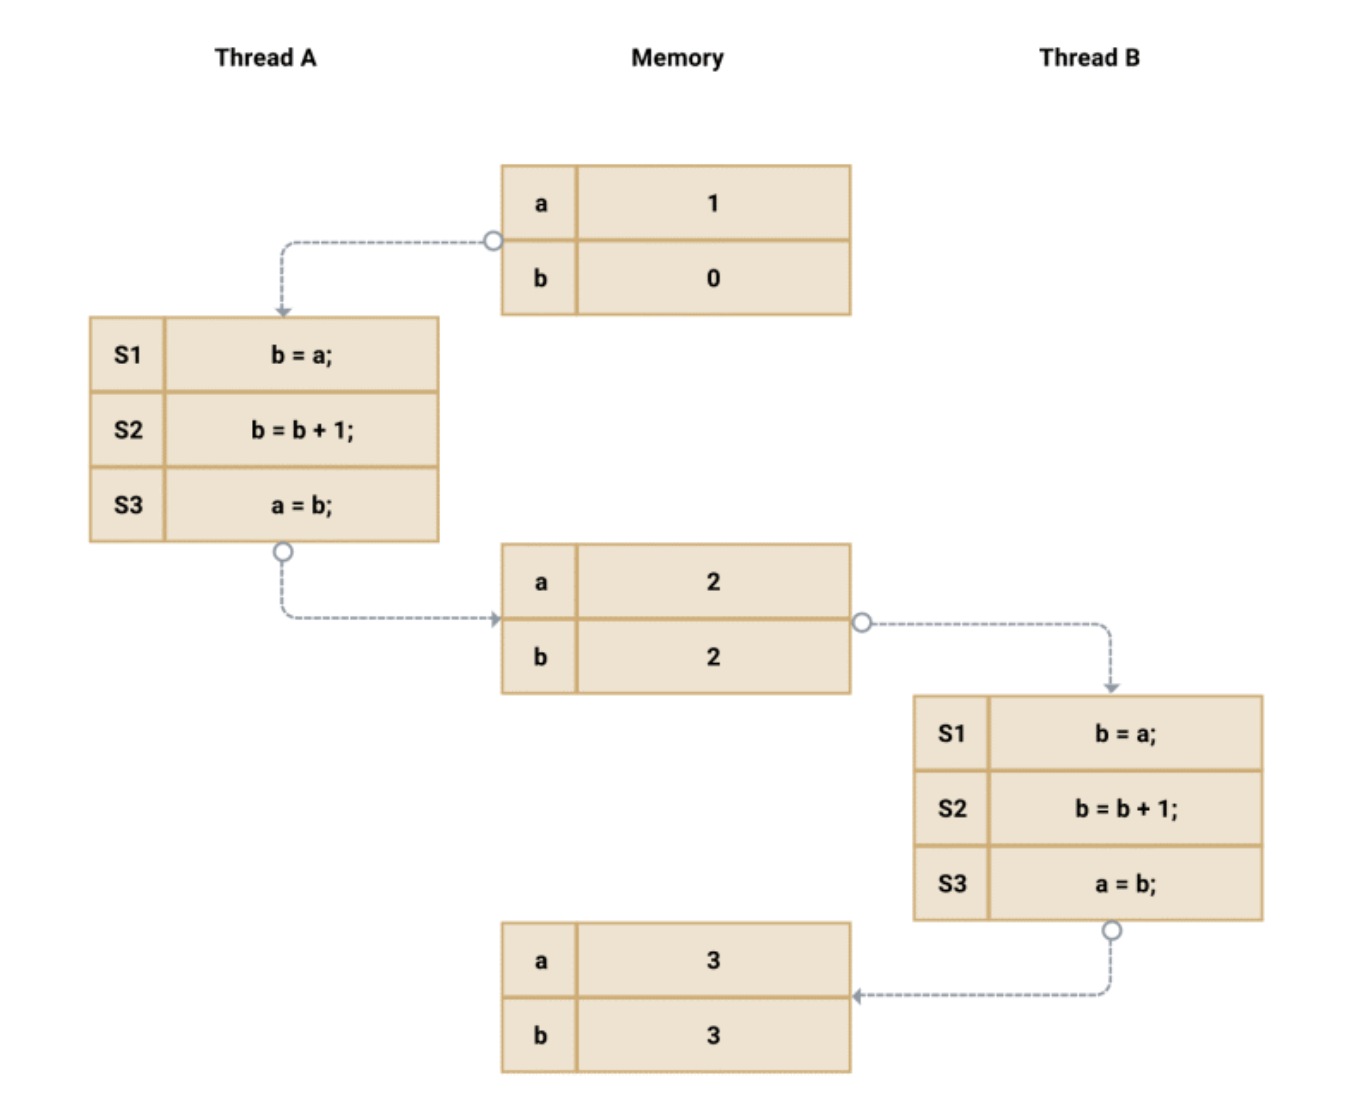 Thread A Memory Thread B
a 1
b 0
S1 b = a;
S2 b = b + 1;
S3 a = b;
a 2
b 2
S1 b = a;
S2 b = b + 1;
S3 a = b;
a 3
b 3